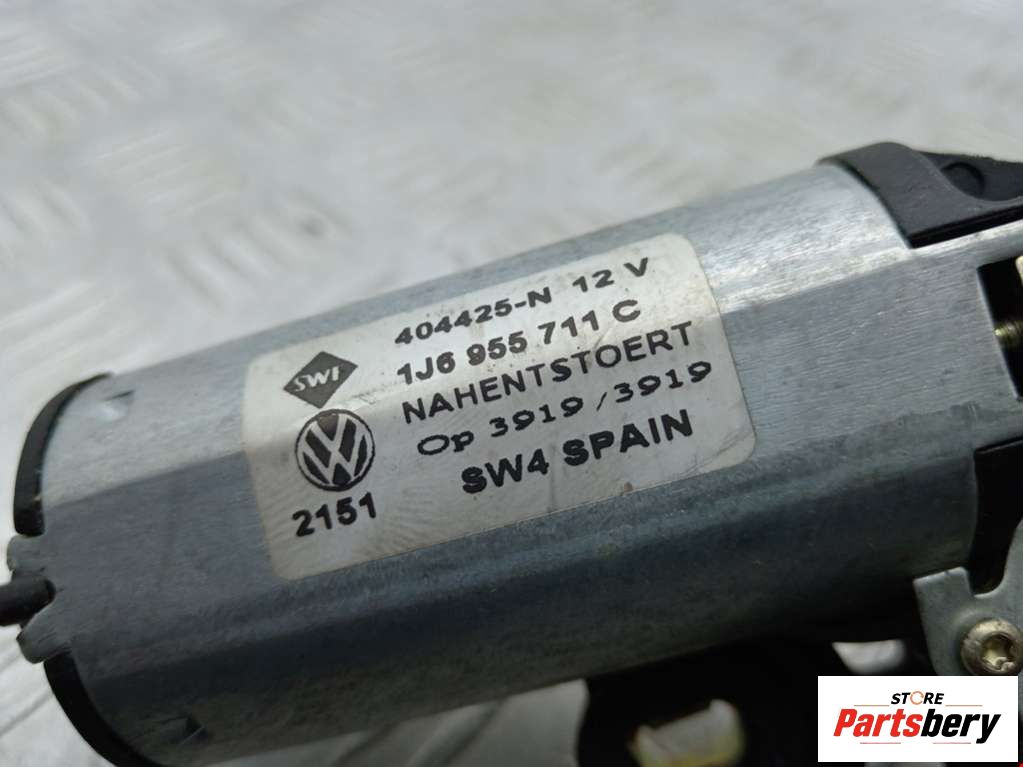 404425-N 12 V
SWF
1J6 955 711 C
NAHENTSTOERT
Op 3919 / 3919
SW4 SPAIN
2151
STORE
Partsbery